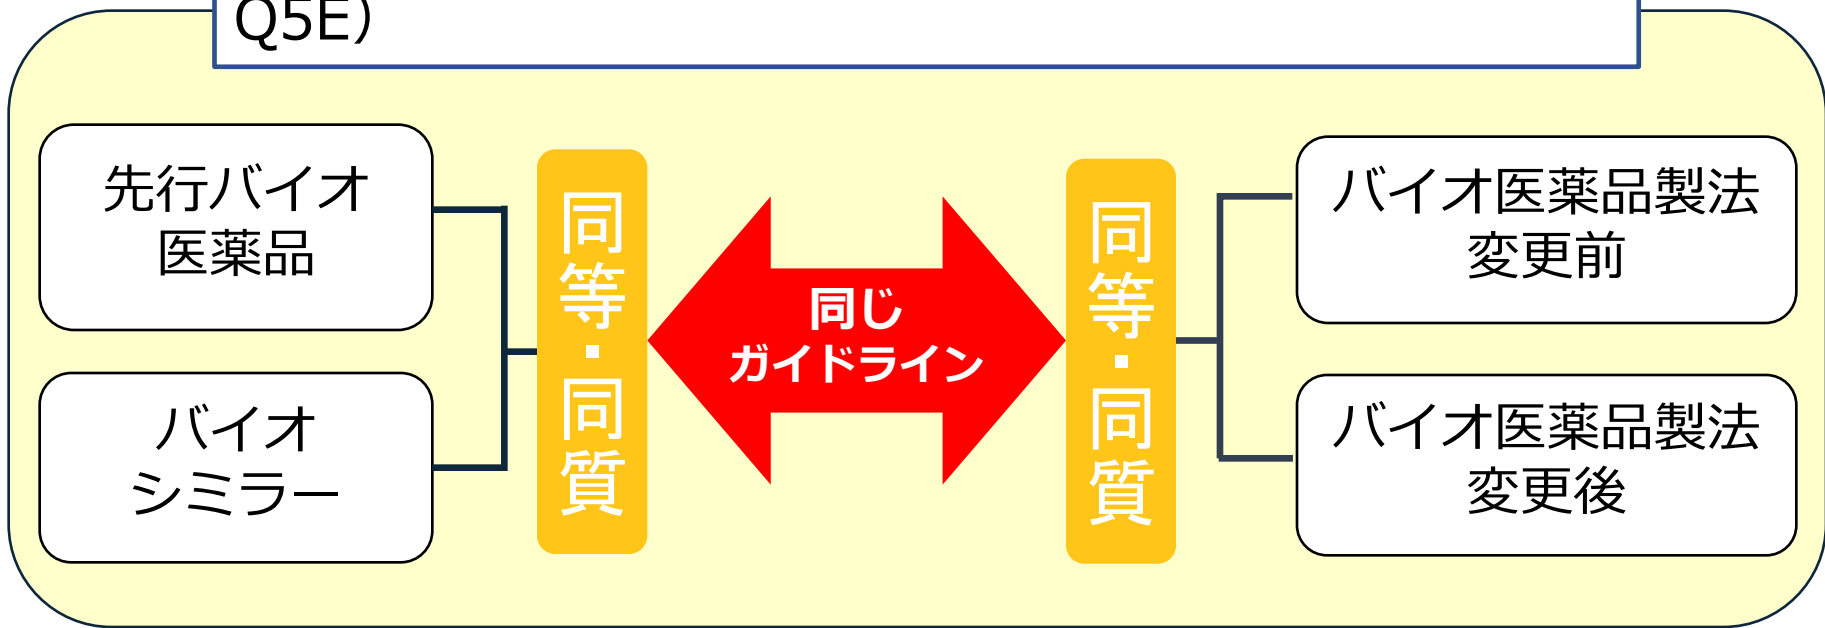 Q5E）
先行バイオ
医薬品
バイオ
シミラー
同等・同質
同じ
ガイドライン
同等・同質
バイオ医薬品製法
変更前
バイオ医薬品製法
変更後